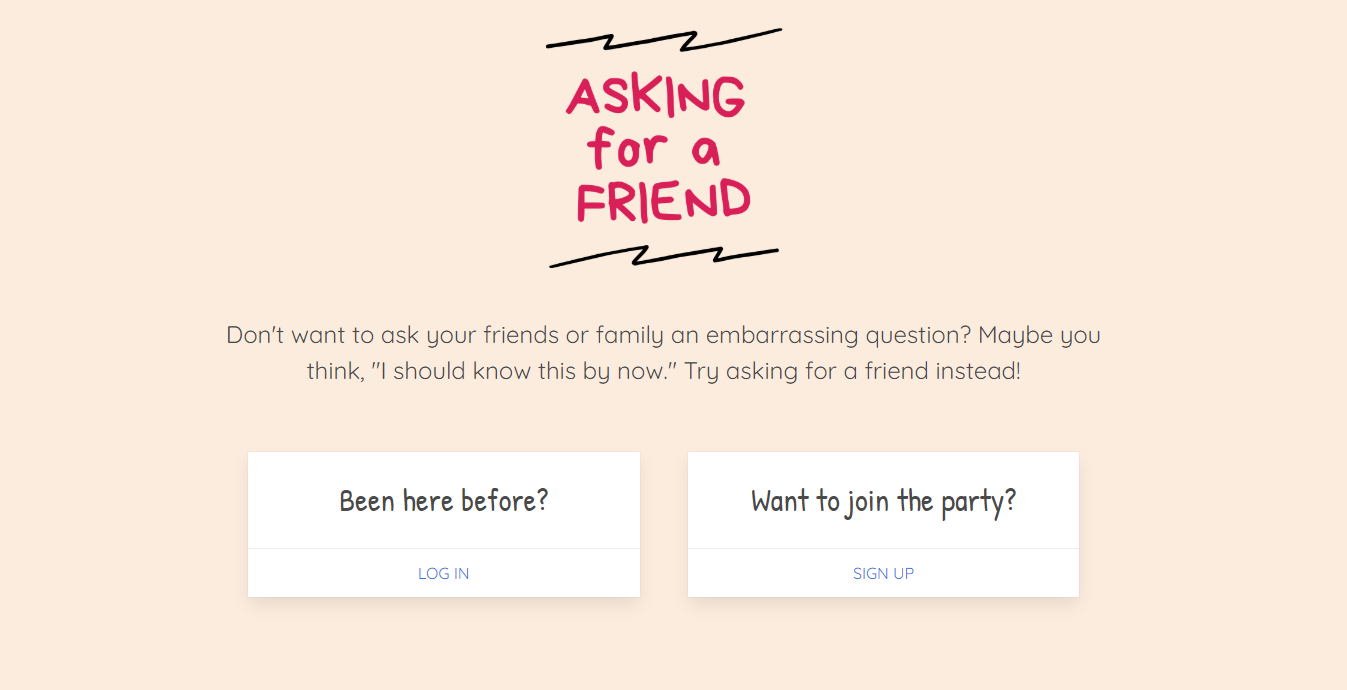 ASKING
for a
FRIEND
Don't want to ask your friends or family an embarrassing question? Maybe you
think, "I should know this by now." Try asking for a friend instead!
Been here before?
LOG IN
Want to join the party?
SIGN UP